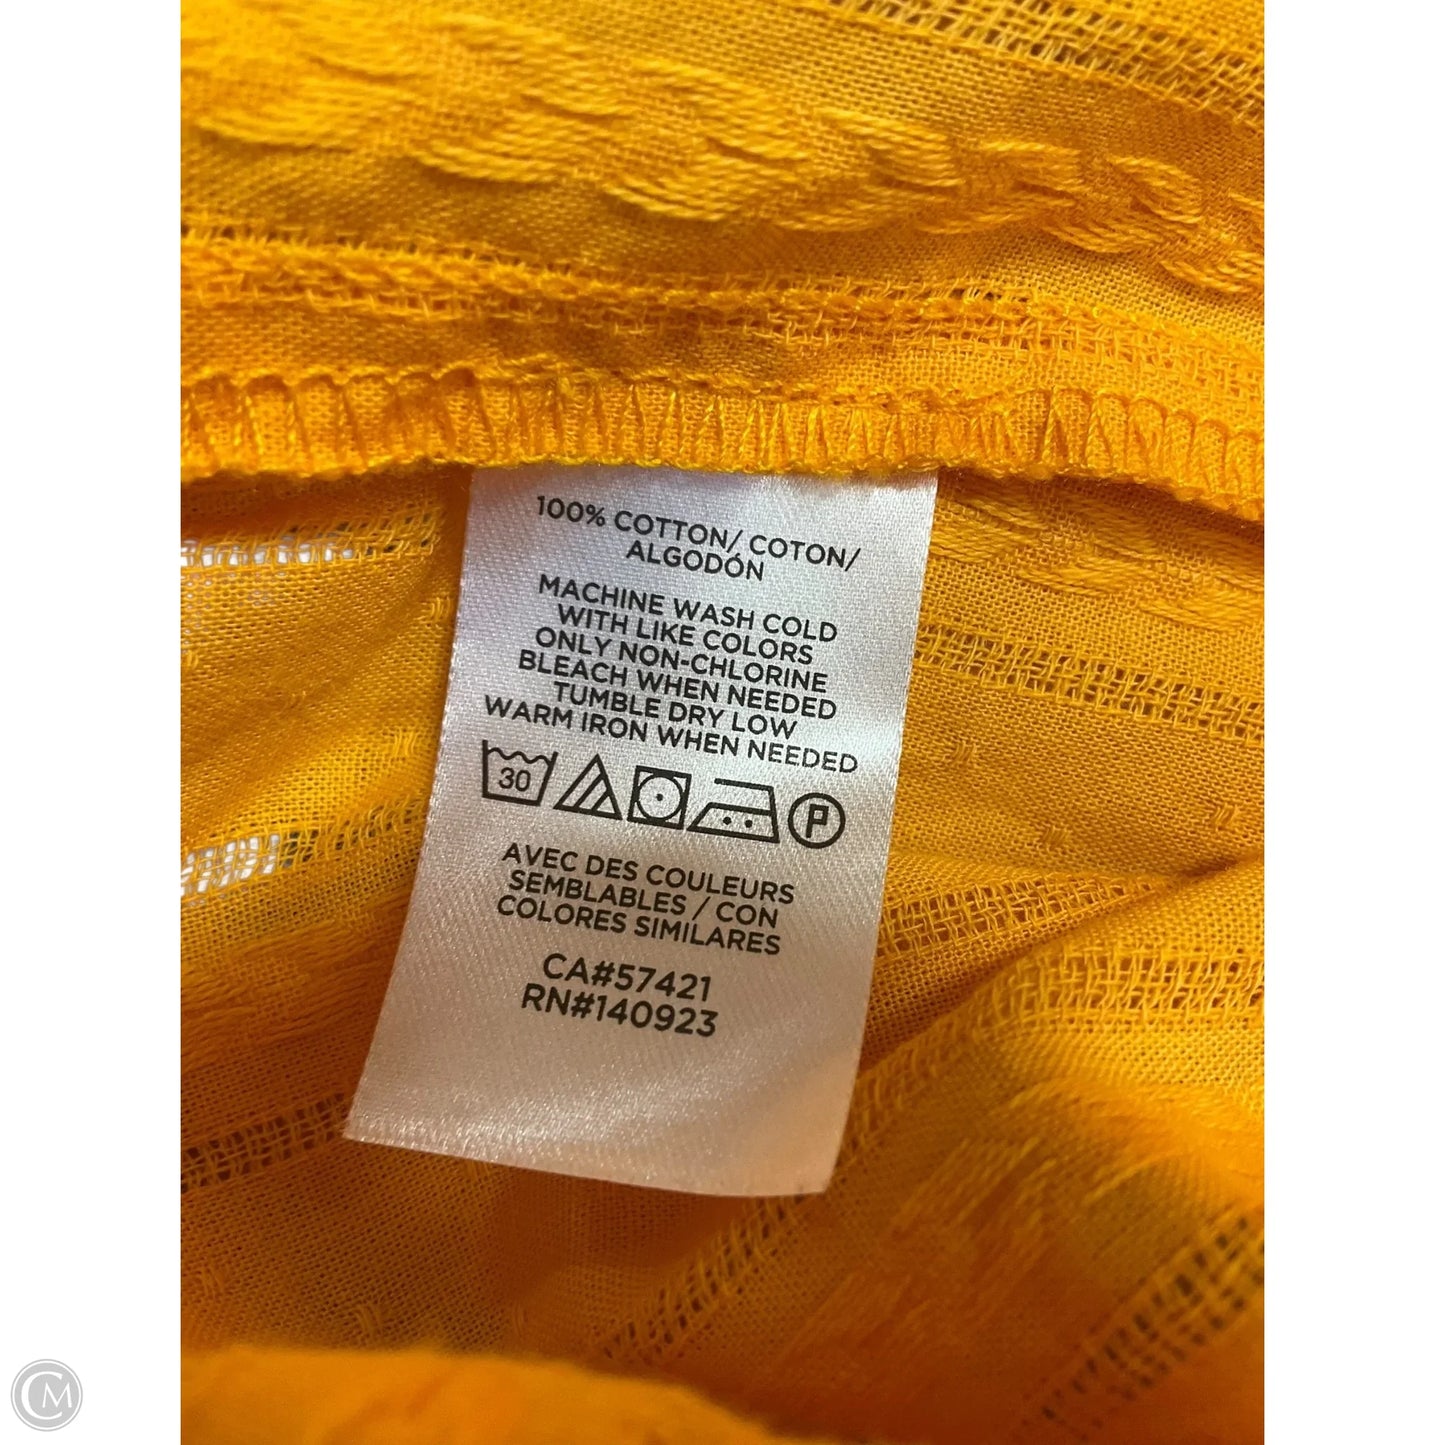 100% COTTON/ COTON/
ALGODÓN
MACHINE WASH COLD
WITH LIKE COLORS
ONLY NON-CHLORINE
BLEACH WHEN NEEDED
TUMBLE DRY LOW
WARM IRON WHEN NEEDED
30 P
AVEC DES COULEURS
SEMBLABLES / CON
COLORES SIMILARES
CA#57421
RN#140923
CM